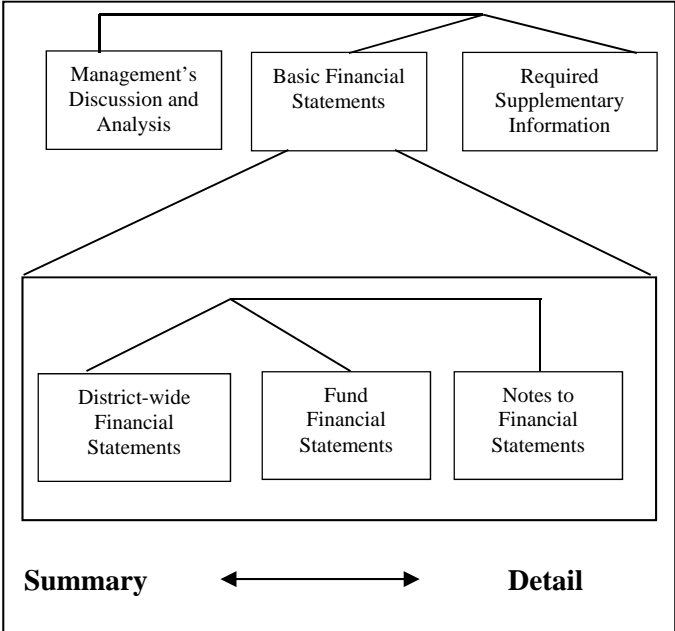 Management’s
Discussion and
Analysis
Basic Financial
Statements
Required
Supplementary
Information
District-wide
Financial
Statements
Fund
Financial
Statements
Notes to
Financial
Statements
Summary
Detail